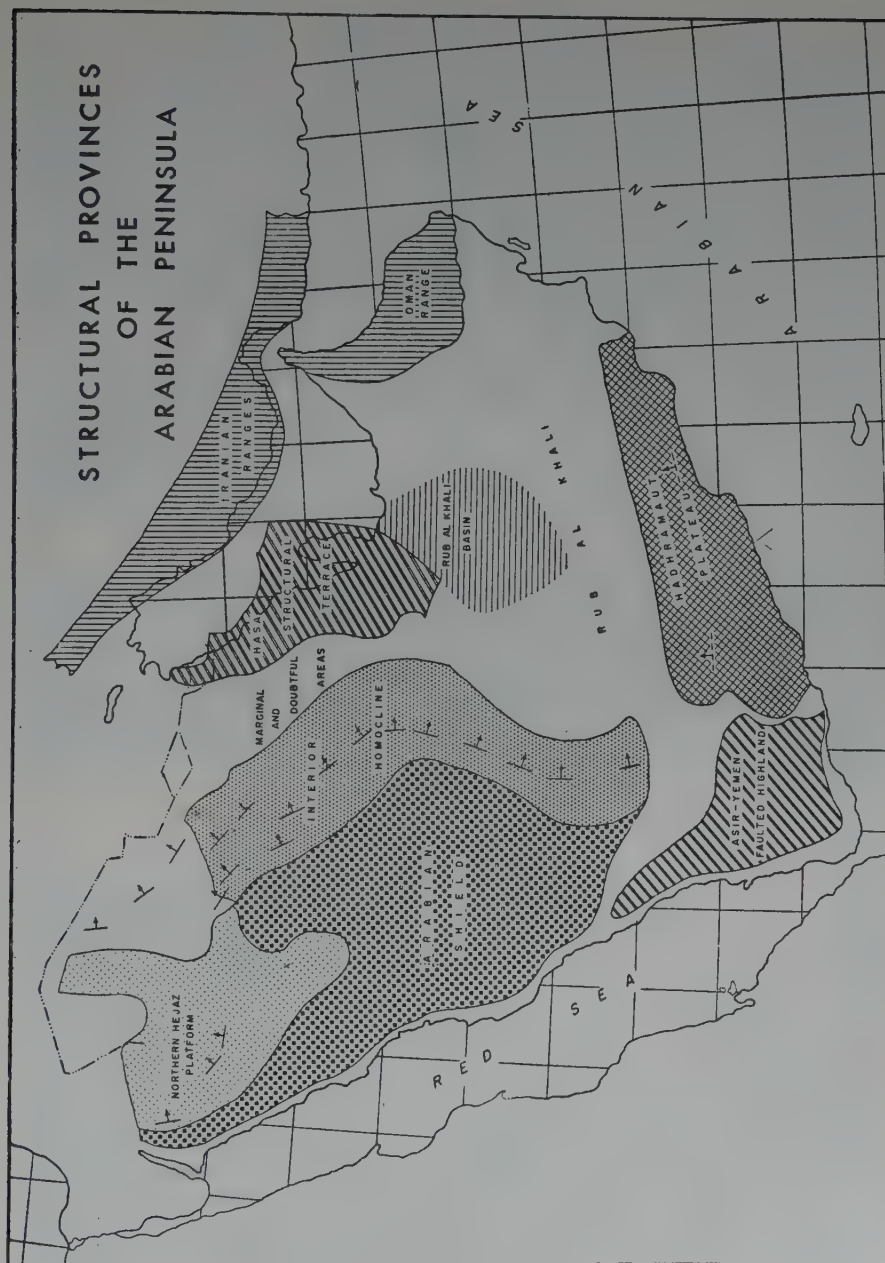 STRUCTURAL PROVINCES
OF THE
ARABIAN PENINSULA
IRANIAN
RANGES
OMAN
RANGE
HASA
STRUCTURAL
TERRACE
RUB AL KHALI
BASIN
MARGINAL
AND
DOUBTFUL
AREAS
INTERIOR
HOMOCLINE
NORTHERN HEJAZ
PLATFORM
ARABIAN
SHIELD
RUB AL KHALI
HADHRAMAUT
PLATEAU
ASIR-YEMEN
FAULTED HIGHLAND
RED SEA
ARABIAN SEA